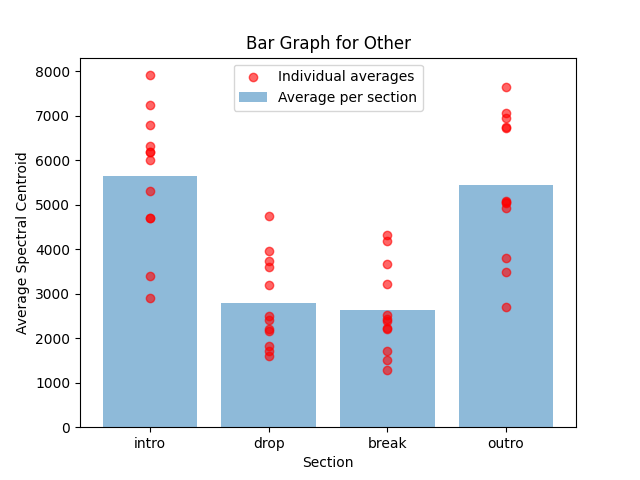 Bar Graph for Other
Individual averages
Average per section
8000
7000
6000
5000
4000
3000
2000
1000
0
Average Spectral Centroid
intro drop break outro
Section